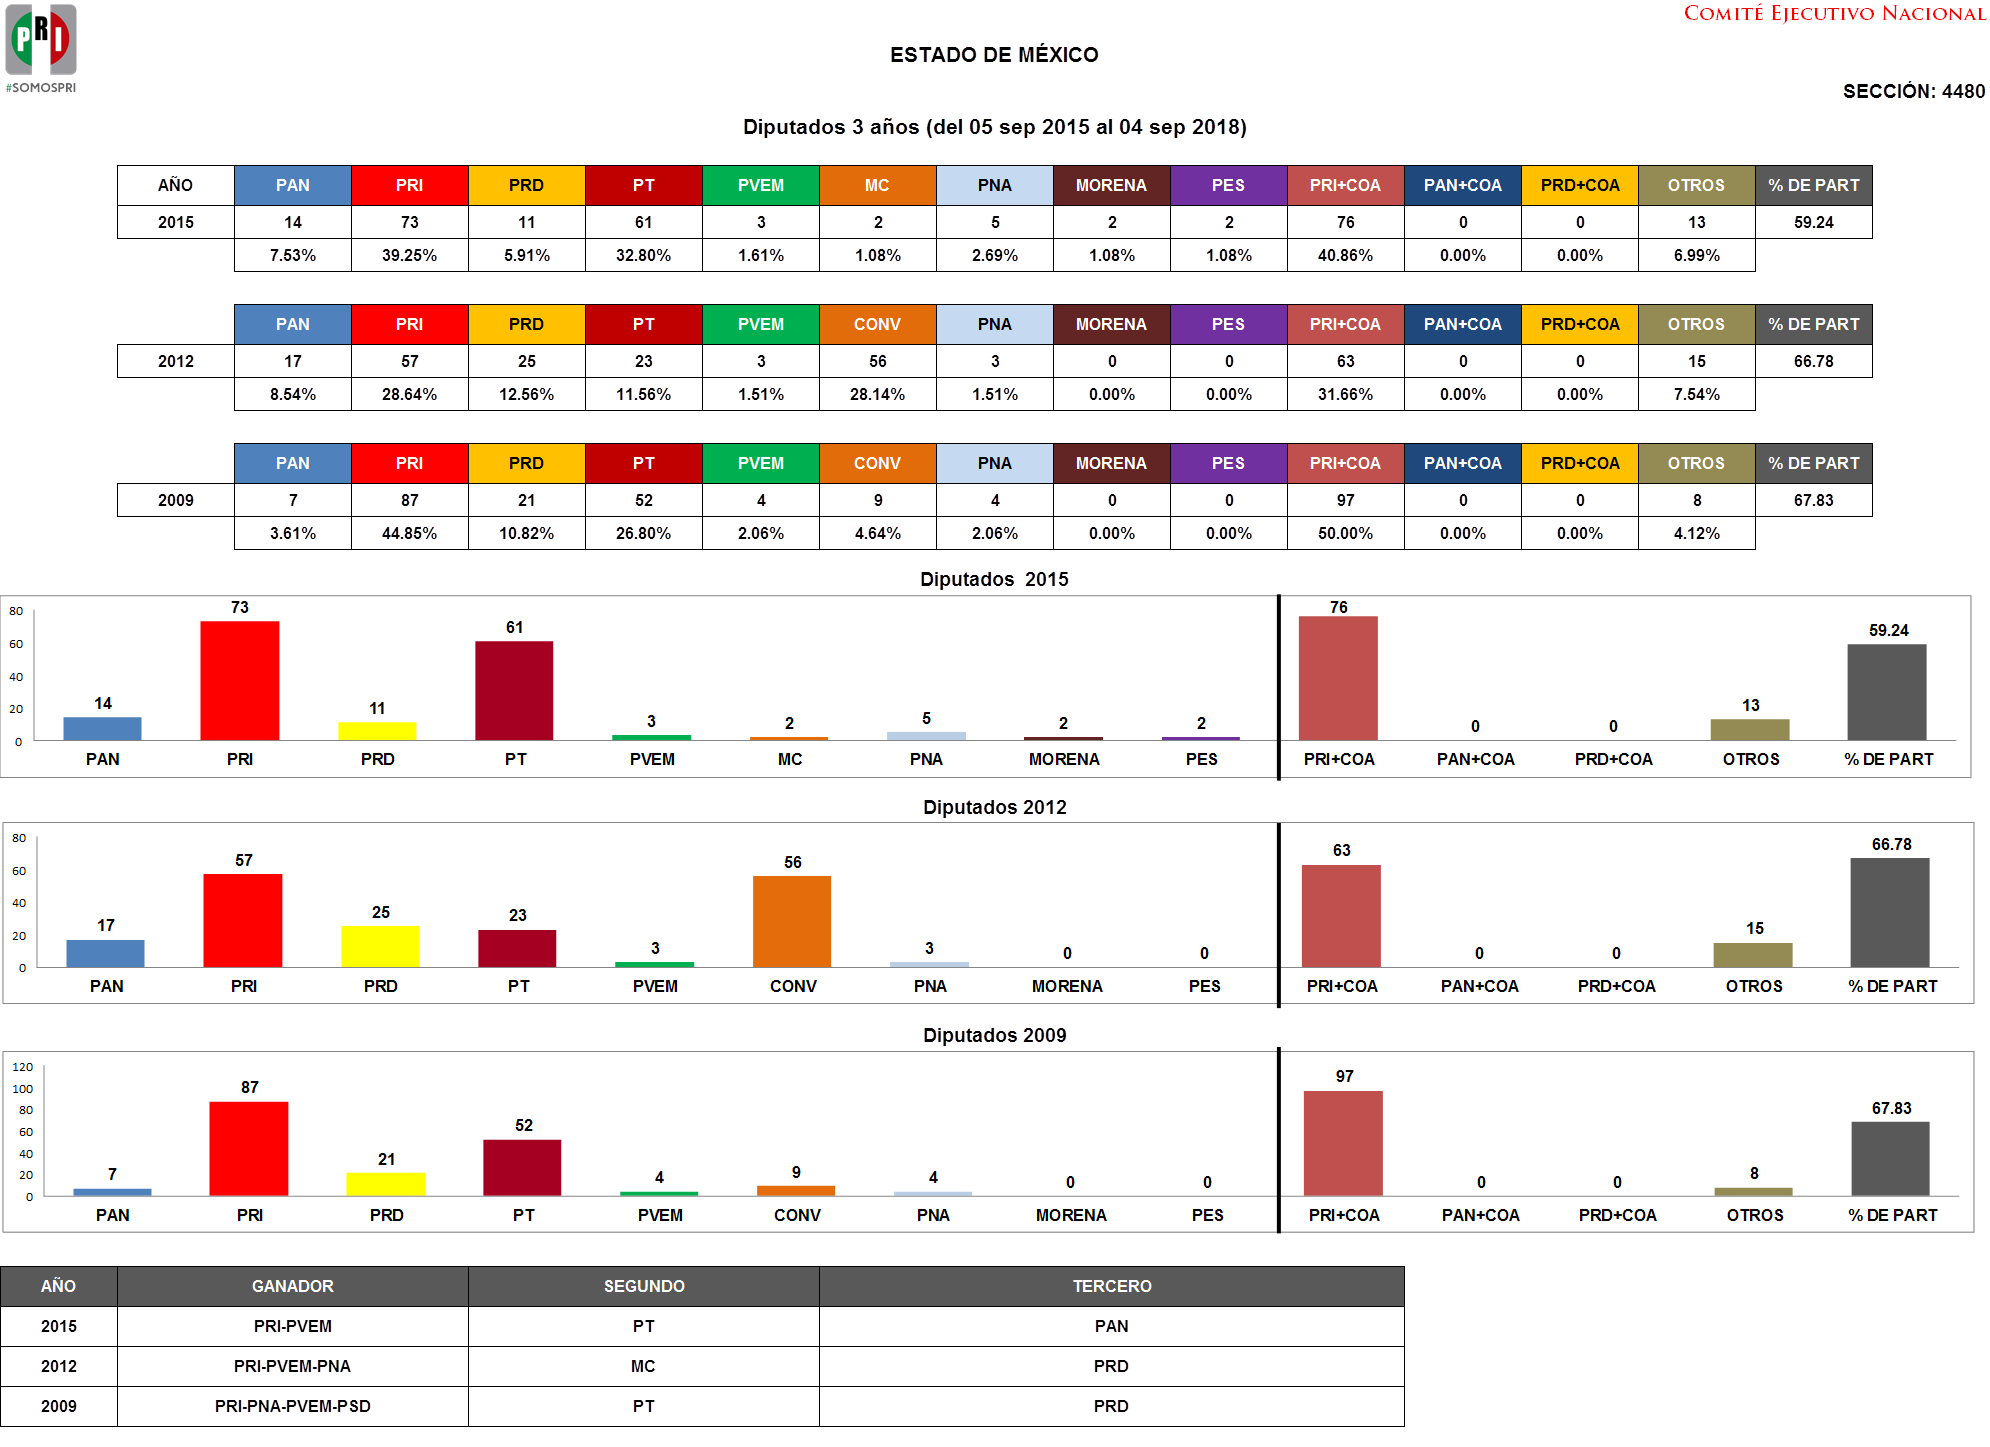 PRI
#SOMOSPRI
COMITÉ EJECUTIVO NACIONAL
ESTADO DE MÉXICO
SECCIÓN: 4480
Diputados 3 años (del 05 sep 2015 al 04 sep 2018)
AÑO PAN PRI PRD PT PVEM MC PNA MORENA PES PRI+COA PAN+COA PRD+COA OTROS % DE PART
2015 14 73 11 61 3 2 5 2 2 76 0 0 13 59.24
7.53% 39.25% 5.91% 32.80% 1.61% 1.08% 2.69% 1.08% 1.08% 40.86% 0.00% 0.00% 6.99%
PAN PRI PRD PT PVEM CONV PNA MORENA PES PRI+COA PAN+COA PRD+COA OTROS % DE PART
2012 17 57 25 23 3 56 3 0 0 63 0 0 15 66.78
8.54% 28.64% 12.56% 11.56% 1.51% 28.14% 1.51% 0.00% 0.00% 31.66% 0.00% 0.00% 7.54%
PAN PRI PRD PT PVEM CONV PNA MORENA PES PRI+COA PAN+COA PRD+COA OTROS % DE PART
2009 7 87 21 52 4 9 4 0 0 97 0 0 8 67.83
3.61% 44.85% 10.82% 26.80% 2.06% 4.64% 2.06% 0.00% 0.00% 50.00% 0.00% 0.00% 4.12%
Diputados 2015
80
60
40
20
0
14 73 11 61 3 2 5 2 2 76 0 0 13 59.24
PAN PRI PRD PT PVEM MC PNA MORENA PES PRI+COA PAN+COA PRD+COA OTROS % DE PART
Diputados 2012
80
60
40
20
0
17 57 25 23 3 56 3 0 0 63 0 0 15 66.78
PAN PRI PRD PT PVEM CONV PNA MORENA PES PRI+COA PAN+COA PRD+COA OTROS % DE PART
Diputados 2009
120
100
80
60
40
20
0
7 87 21 52 4 9 4 0 0 97 0 0 8 67.83
PAN PRI PRD PT PVEM CONV PNA MORENA PES PRI+COA PAN+COA PRD+COA OTROS % DE PART
AÑO GANADOR SEGUNDO TERCERO
2015 PRI-PVEM PT PAN
2012 PRI-PVEM-PNA MC PRD
2009 PRI-PNA-PVEM-PSD PT PRD